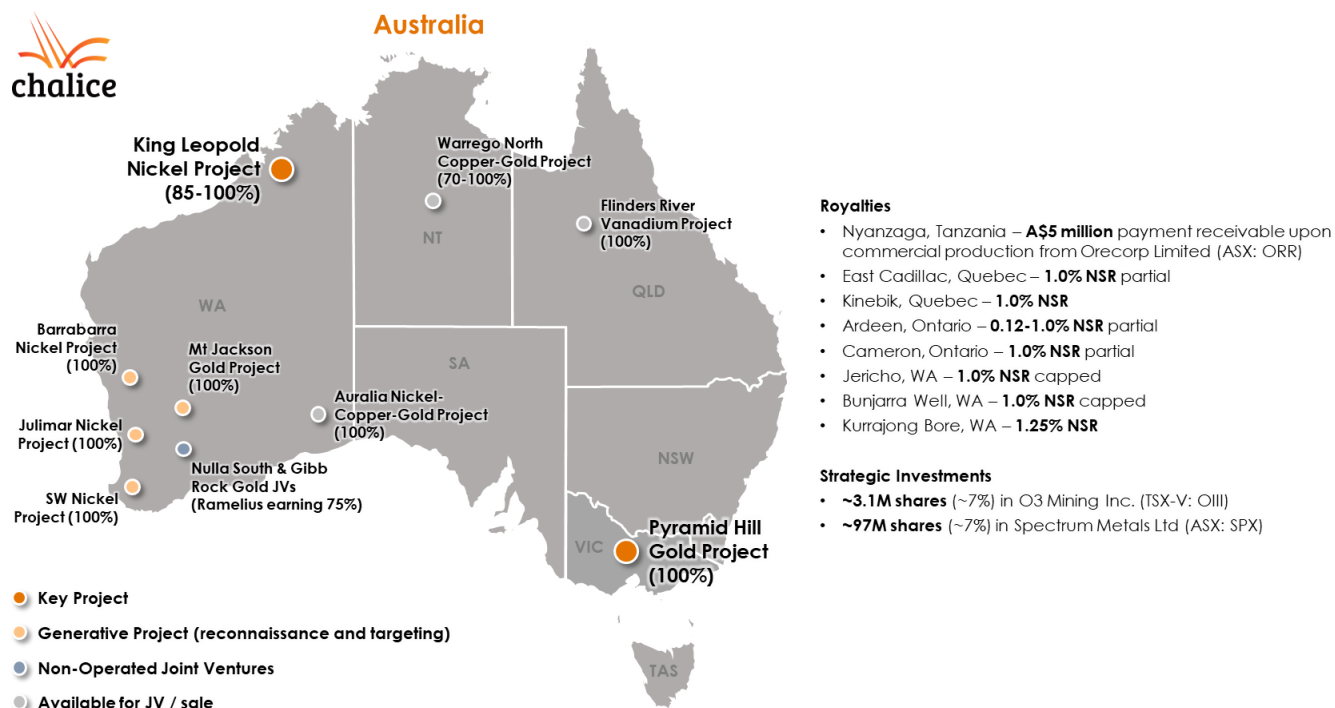 chalice
Australia
King Leopold
Nickel Project
(85-100%)
Warrego North
Copper-Gold Project
(70-100%)
Flinders River
Vanadium Project
(100%)
NT
QLD
WA
Barrabarra
Nickel Project
(100%)
Mt Jackson
Gold Project
(100%)
SA
Auralia Nickel-
Copper-Gold Project
(100%)
Julimar Nickel
Project (100%)
Nulla South & Gibb
Rock Gold JVs
(Ramelius earning 75%)
SW Nickel
Project (100%)
NSW
VIC
Pyramid Hill
Gold Project
(100%)
TAS
Key Project
Generative Project (reconnaissance and targeting)
Non-Operated Joint Ventures
Available for JV / sale
Royalties
• Nyanzaga, Tanzania – A$5 million payment receivable upon
commercial production from Orecorp Limited (ASX: ORR)
• East Cadillac, Quebec – 1.0% NSR partial
• Kinebik, Quebec – 1.0% NSR
• Ardeen, Ontario – 0.12-1.0% NSR partial
• Cameron, Ontario – 1.0% NSR partial
• Jericho, WA – 1.0% NSR capped
• Bunjarra Well, WA – 1.0% NSR capped
• Kurrajong Bore, WA – 1.25% NSR
Strategic Investments
• ~3.1M shares (~7%) in O3 Mining Inc. (TSX-V: OIII)
• ~97M shares (~7%) in Spectrum Metals Ltd (ASX: SPX)